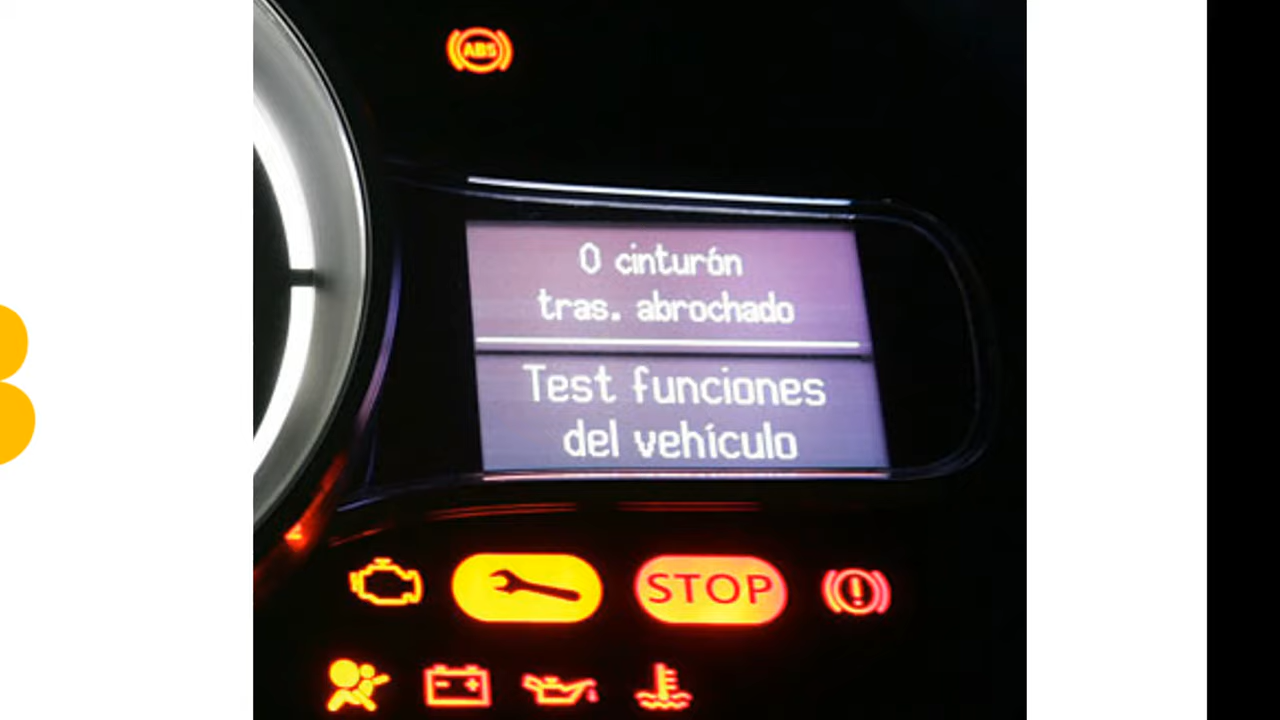 ABS
0 cinturón
tras. abrochado
Test funciones
del vehículo
STOP